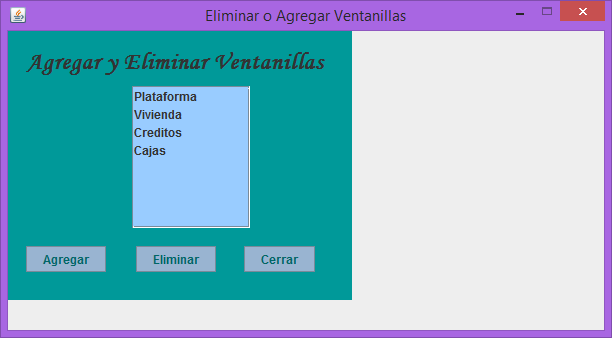 Eliminar o Agregar Ventanillas
Agregar y Eliminar Ventanillas
Plataforma
Vivienda
Creditos
Cajas
Agregar
Eliminar
Cerrar